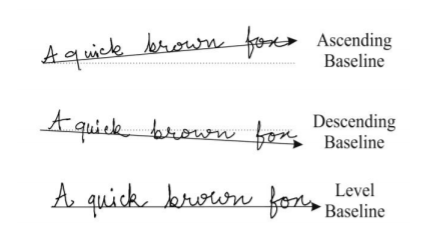 A quick brown fox Ascending
Baseline
A quick brown fox Descending
Baseline
A quick brown fox Level
Baseline